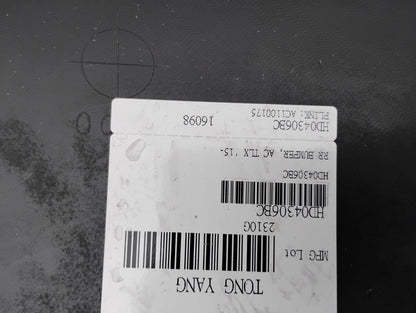 TONG YANG
MFG Lot
2310G
HD04306BC
HD04306BC
RR BUMPER, AC TLX '15-
HD04306BC 16098
PLINK: AC1100175